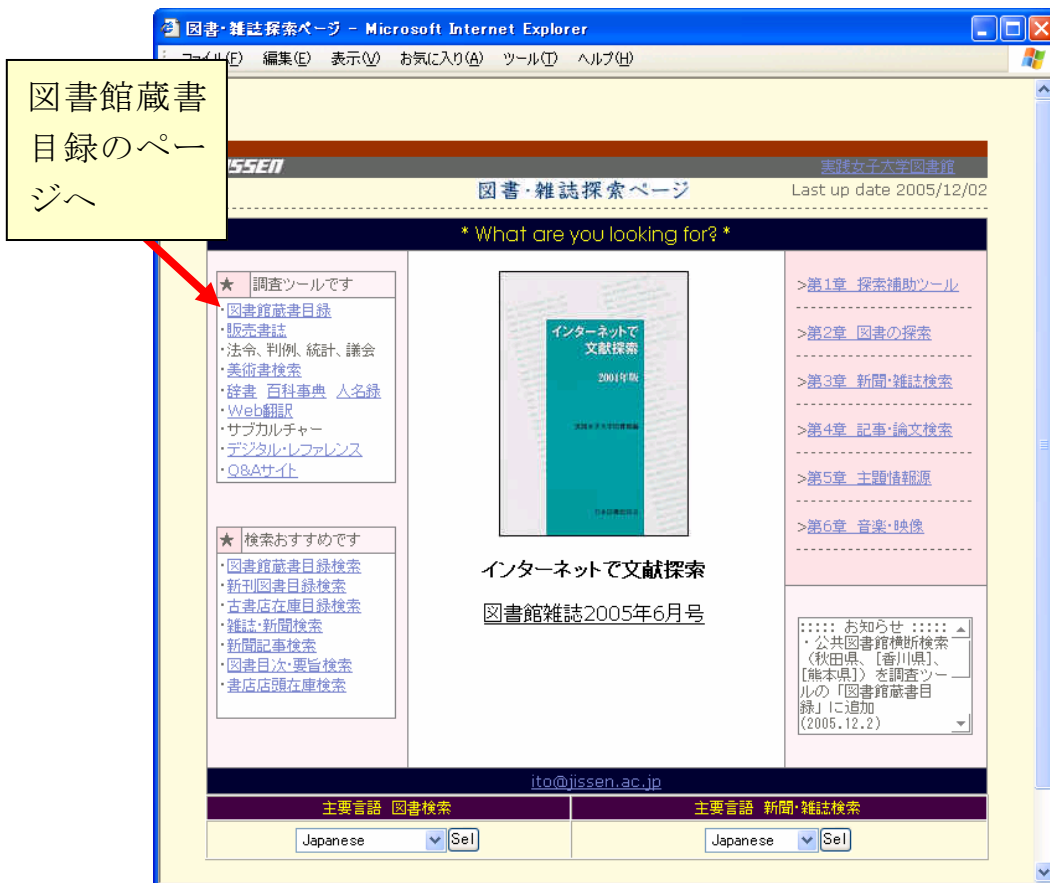 図書・雑誌探索ページ - Microsoft Internet Explorer
ファイル(F) 編集(E) 表示(V) お気に入り(A) ツール(T) ヘルプ(H)
図書館蔵書
目録のペー
ジへ
JISSEN
実践女子大学図書館
図書・雑誌探索ページ
Last up date 2005/12/02
* What are you looking for? *
★ 調査ツールです
・図書館蔵書目録
・販売書誌
・法令、判例、統計、議会
・美術書検索
・辞書 百科事典 人名録
・Web翻訳
・サブカルチャー
・デジタル・レファレンス
・Q&Aサイト
★ 検索おすすめです
・図書館蔵書目録検索
・新刊図書目録検索
・古書店在庫目録検索
・雑誌・新聞検索
・新聞記事検索
・図書目次・要旨検索
・書店店頭在庫検索
インターネットで
文献探索
2004年版
実践女子大学図書館編
日本図書館協会
インターネットで文献探索
図書館雑誌2005年6月号
>第1章 探索補助ツール
>第2章 図書の探索
>第3章 新聞・雑誌検索
>第4章 記事・論文検索
>第5章 主題情報源
>第6章 音楽・映像
::::: お知らせ :::::
・公共図書館横断検索
(秋田県、[香川県]、
[熊本県]) を調査ツー
ルの「図書館蔵書目
録」に追加
(2005.12.2)
ito@jissen.ac.jp
主要言語 図書検索
主要言語 新聞・雑誌検索
Japanese Sel
Japanese Sel